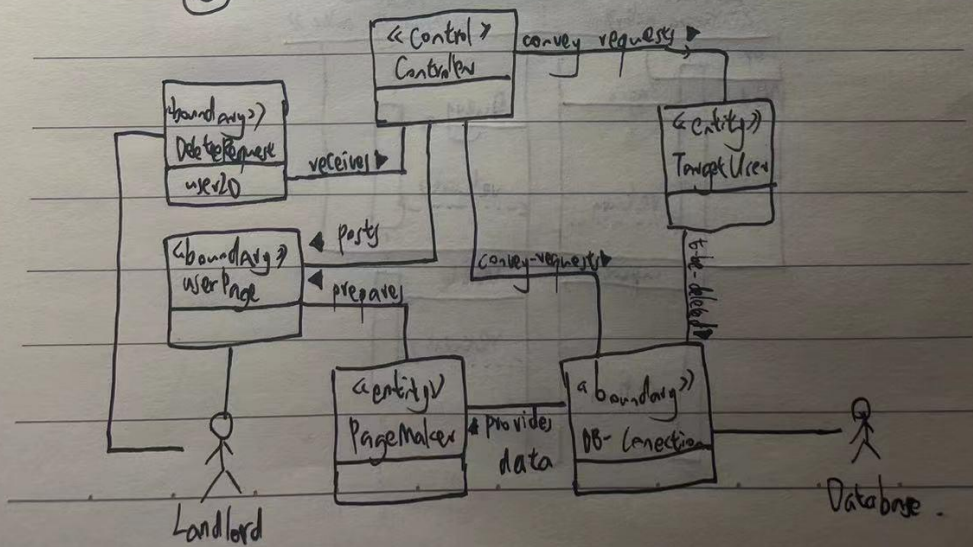 <<Control>
Controller
convey requests
<boundary>>
DeleteRequest
userID
receives
<<entity>>
TargetUser
posts
<boundary>>
userPage
prepares
convey-requests
to-be-deleted
<<entity>>
PageMaker
provides
data
<boundary>>
DB-Conection
Landlord
Database.